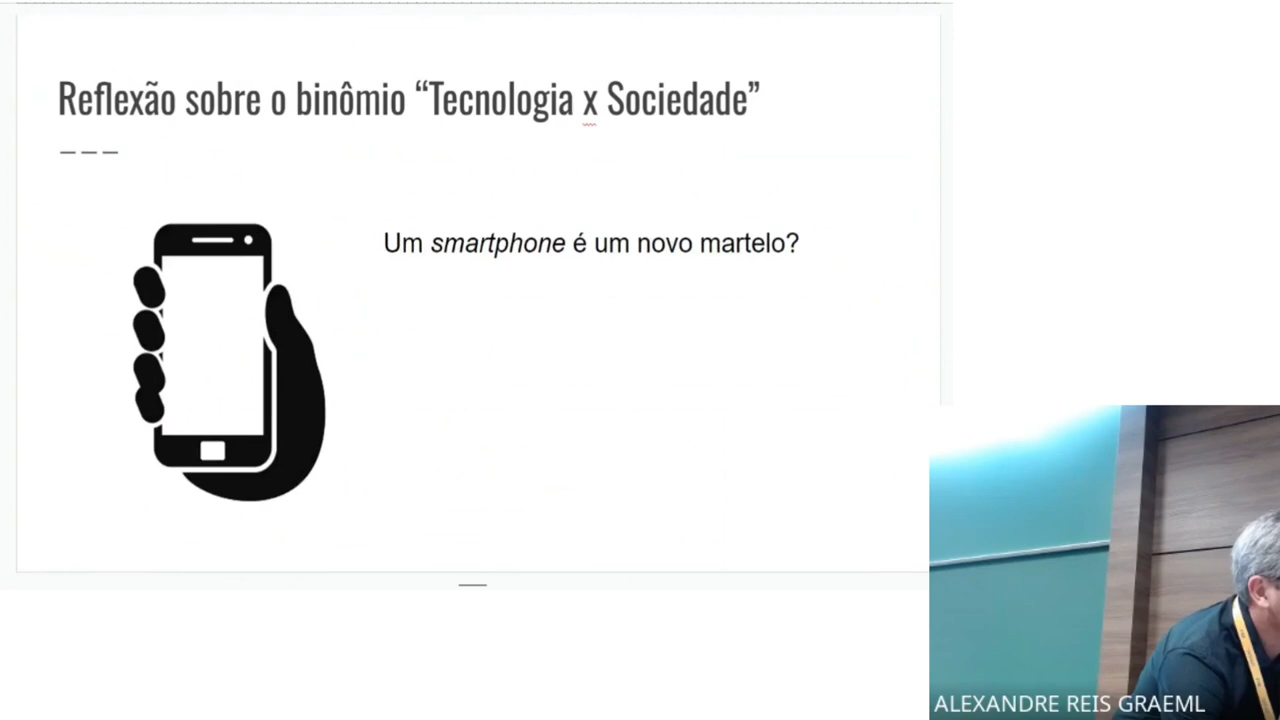 Reflexão sobre o binômio “Tecnologia x Sociedade”
Um smartphone é um novo martelo?
ALEXANDRE REIS GRAEML